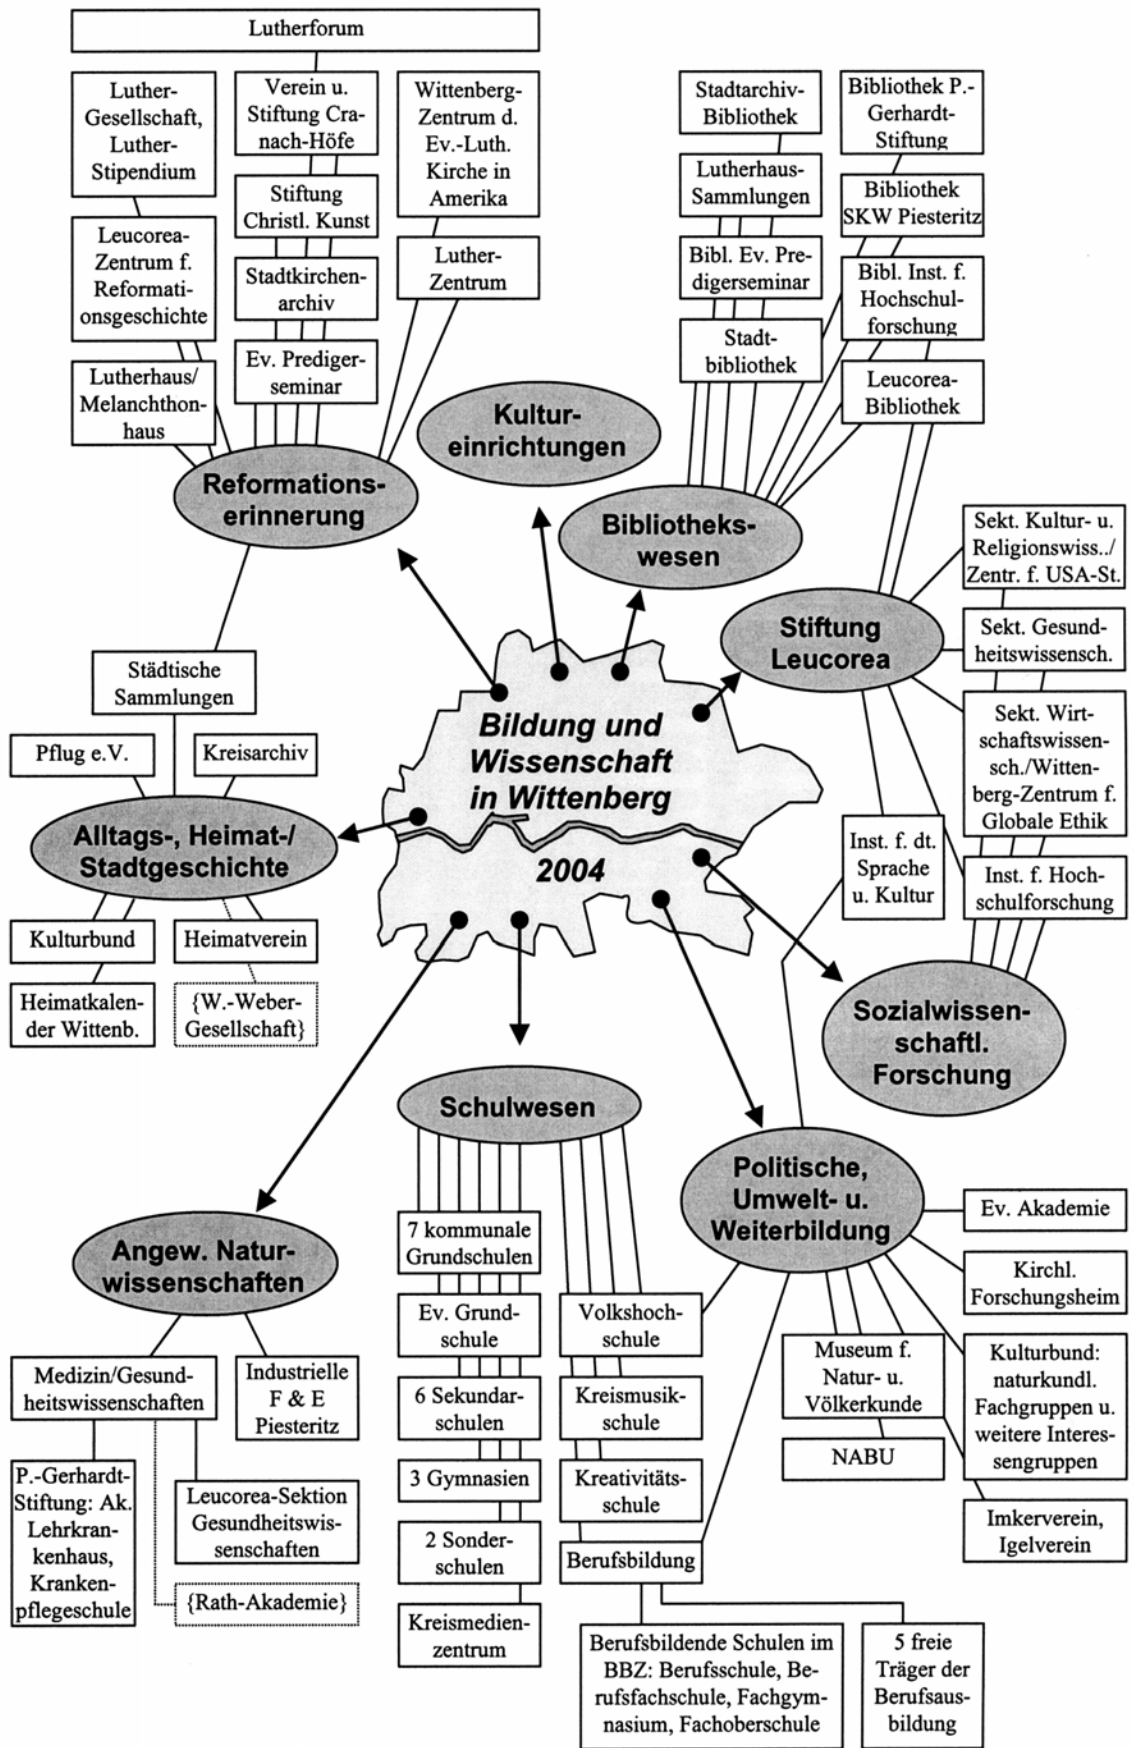 Lutherforum
Luther-
Gesellschaft,
Luther-
Stipendium
Verein u.
Stiftung Cra-
nach-Höfe
Wittenberg-
Zentrum d.
Ev.-Luth.
Kirche in
Amerika
Stiftung
Christl. Kunst
Leucorea-
Zentrum f.
Reformati-
onsgeschichte
Stadtkirchen-
archiv
Luther-
Zentrum
Lutherhaus/
Melanchthon-
haus
Ev. Prediger-
seminar
Reformations-
erinnerung
Kultur-
einrichtungen
Stadtarchiv-
Bibliothek
Bibliothek P.-
Gerhardt-
Stiftung
Lutherhaus-
Sammlungen
Bibliothek
SKW Piesteritz
Bibl. Ev. Pre-
digerseminar
Bibl. Inst. f.
Hochschul-
forschung
Stadt-
bibliothek
Leucorea-
Bibliothek
Bibliotheks-
wesen
Stiftung
Leucorea
Sekt. Kultur- u.
Religionswiss../
Zentr. f. USA-St.
Sekt. Gesund-
heitswissensch.
Sekt. Wirt-
schaftswissen-
sch./Witten-
berg-Zentrum f.
Globale Ethik
Inst. f. dt.
Sprache
u. Kultur
Inst. f. Hoch-
schulforschung
Sozialwissen-
schaftl.
Forschung
Bildung und
Wissenschaft
in Wittenberg
2004
Städtische
Sammlungen
Pflug e.V.
Kreisarchiv
Alltags-, Heimat-/
Stadtgeschichte
Kulturbund
Heimatverein
Heimatkalen-
der Wittenb.
{W.-Weber-
Gesellschaft}
Schulwesen
7 kommunale
Grundschulen
Ev. Grund-
schule
6 Sekundar-
schulen
3 Gymnasien
2 Sonder-
schulen
Kreismedien-
zentrum
Volkshoch-
schule
Kreismusik-
schule
Kreativitäts-
schule
Berufsbildung
Berufsbildende Schulen im
BBZ: Berufsschule, Be-
rufsfachschule, Fachgym-
nasium, Fachoberschule
5 freie
Träger der
Berufsaus-
bildung
Politische,
Umwelt- u.
Weiterbildung
Ev. Akademie
Kirchl.
Forschungsheim
Museum f.
Natur- u.
Völkerkunde
NABU
Kulturbund:
naturkundl.
Fachgruppen u.
weitere Interes-
sengruppen
Imkerverein,
Igelverein
Angew. Natur-
wissenschaften
Medizin/Gesund-
heitswissenschaften
Industrielle
F & E
Piesteritz
P.-Gerhardt-
Stiftung: Ak.
Lehrkran-
kenhaus,
Kranken-
pflegeschule
Leucorea-Sektion
Gesundheitswis-
senschaften
{Rath-Akademie}